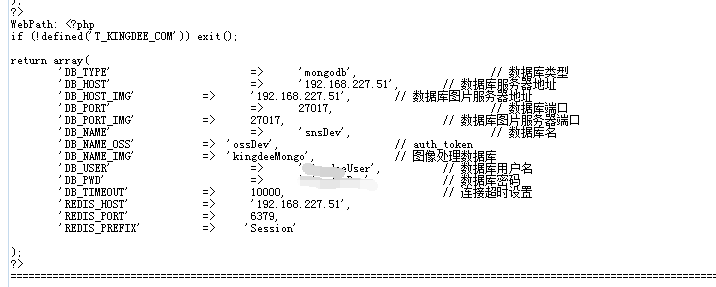 );
?>
WebPath: <?php
if (!defined('T_KINGDEE_COM')) exit();
return array(
'DB_TYPE' => 'mongodb', // 数据库类型
'DB_HOST' => '192.168.227.51', // 数据库服务器地址
'DB_HOST_IMG' => '192.168.227.51', // 数据库图片服务器地址
'DB_PORT' => 27017, // 数据库端口
'DB_PORT_IMG' => 27017, // 数据库图片服务器端口
'DB_NAME' => 'snsDev', // 数据库名
'DB_NAME_OSS' => 'ossDev', // auth_token
'DB_NAME_IMG' => 'kingdeeMongo', // 图像处理数据库
'DB_USER' => User', // 数据库用户名
'DB_PWD' => ', // 数据库密码
'DB_TIMEOUT' => 10000, // 连接超时设置
'REDIS_HOST' => '192.168.227.51',
'REDIS_PORT' => 6379,
'REDIS_PREFIX' => 'Session'
);
?>